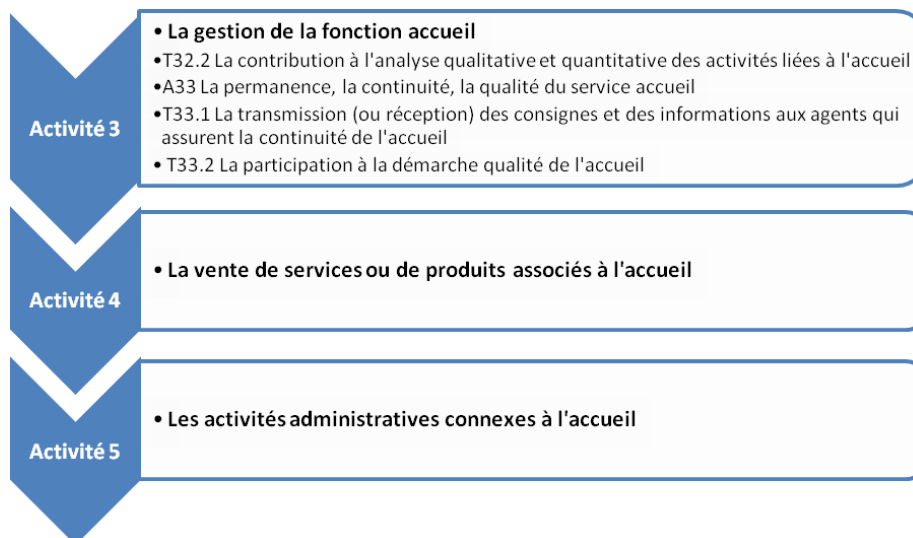 Activité 3
• La gestion de la fonction accueil
•T32.2 La contribution à l'analyse qualitative et quantitative des activités liées à l'accueil
•A33 La permanence, la continuité, la qualité du service accueil
•T33.1 La transmission (ou réception) des consignes et des informations aux agents qui
assurent la continuité de l'accueil
• T33.2 La participation à la démarche qualité de l'accueil
Activité 4
• La vente de services ou de produits associés à l'accueil
Activité 5
• Les activités administratives connexes à l'accueil